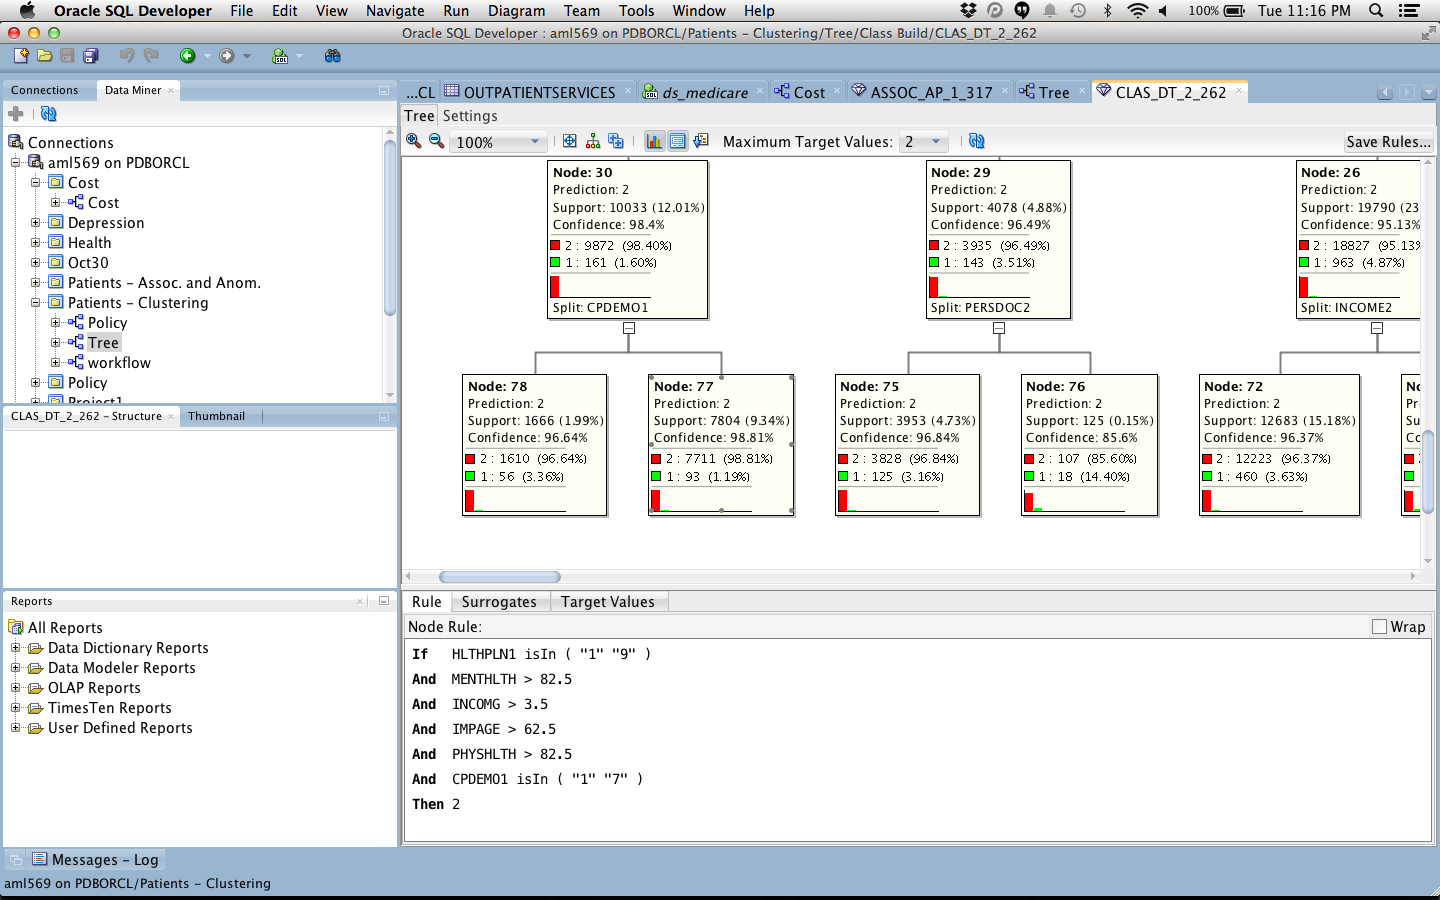 Oracle SQL Developer File Edit View Navigate Run Diagram Team Tools Window Help 100% Tue 11:16 PM
Oracle SQL Developer : aml569 on PDBORCL/Patients - Clustering/Tree/Class Build/CLAS_DT_2_262
Connections Data Miner
...CL OUTPATIENTSERVICES ds_medicare Cost ASSOC_AP_1_317 Tree CLAS_DT_2_262
Tree Settings
100% Maximum Target Values: 2 Save Rules...
Connections
aml569 on PDBORCL
Cost
Cost
Depression
Health
Oct30
Patients - Assoc. and Anom.
Patients - Clustering
Policy
Tree
workflow
Policy
Project1
CLAS_DT_2_262 - Structure Thumbnail
Reports
All Reports
Data Dictionary Reports
Data Modeler Reports
OLAP Reports
TimesTen Reports
User Defined Reports
Node: 30
Prediction: 2
Support: 10033 (12.01%)
Confidence: 98.4%
2 : 9872 (98.40%)
1 : 161 (1.60%)
Split: CPDEMO1
Node: 29
Prediction: 2
Support: 4078 (4.88%)
Confidence: 96.49%
2 : 3935 (96.49%)
1 : 143 (3.51%)
Split: PERSDOC2
Node: 26
Prediction: 2
Support: 19790 (23
Confidence: 95.13%
2 : 18827 (95.13%
1 : 963 (4.87%)
Split: INCOME2
Node: 78
Prediction: 2
Support: 1666 (1.99%)
Confidence: 96.64%
2 : 1610 (96.64%)
1 : 56 (3.36%)
Node: 77
Prediction: 2
Support: 7804 (9.34%)
Confidence: 98.81%
2 : 7711 (98.81%)
1 : 93 (1.19%)
Node: 75
Prediction: 2
Support: 3953 (4.73%)
Confidence: 96.84%
2 : 3828 (96.84%)
1 : 125 (3.16%)
Node: 76
Prediction: 2
Support: 125 (0.15%)
Confidence: 85.6%
2 : 107 (85.60%)
1 : 18 (14.40%)
Node: 72
Prediction: 2
Support: 12683 (15.18%)
Confidence: 96.37%
2 : 12223 (96.37%)
1 : 460 (3.63%)
Rule Surrogates Target Values
Node Rule: Wrap
If HLTHPLN1 isIn ( "1" "9" )
And MENTHLTH > 82.5
And INCOMG > 3.5
And IMPAGE > 62.5
And PHYSHLTH > 82.5
And CPDEMO1 isIn ( "1" "7" )
Then 2
Messages - Log
aml569 on PDBORCL/Patients - Clustering